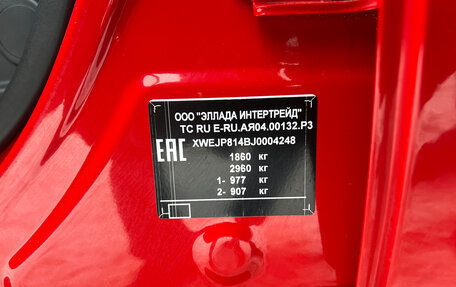 ООО "ЭЛЛАДА ИНТЕРТРЕЙД"
ТС RU E-RU.АЯ04.00132.Р3
EAC
XWEJP814BJ0004248
1860 кг
2960 кг
1- 977 кг
2- 907 кг